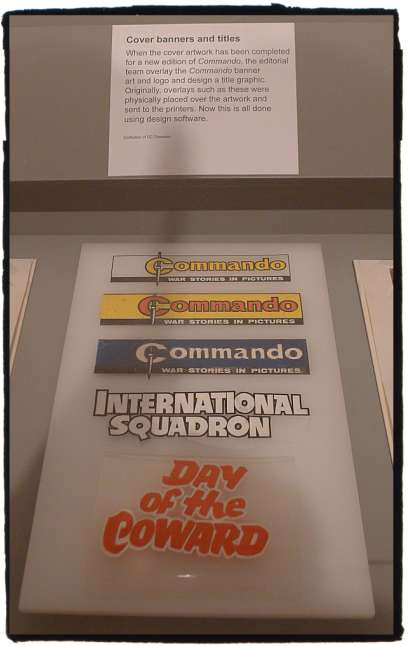 Cover banners and titles
When the cover artwork has been completed
for a new edition of Commando, the editorial
team overlay the Commando banner
art and logo and design a title graphic.
Originally, overlays such as these were
physically placed over the artwork and
sent to the printers. Now this is all done
using design software.
Commando
WAR STORIES IN PICTURES
Commando
WAR STORIES IN PICTURES
Commando
WAR STORIES IN PICTURES
INTERNATIONAL
SQUADRON
DAY
of the
COWARD